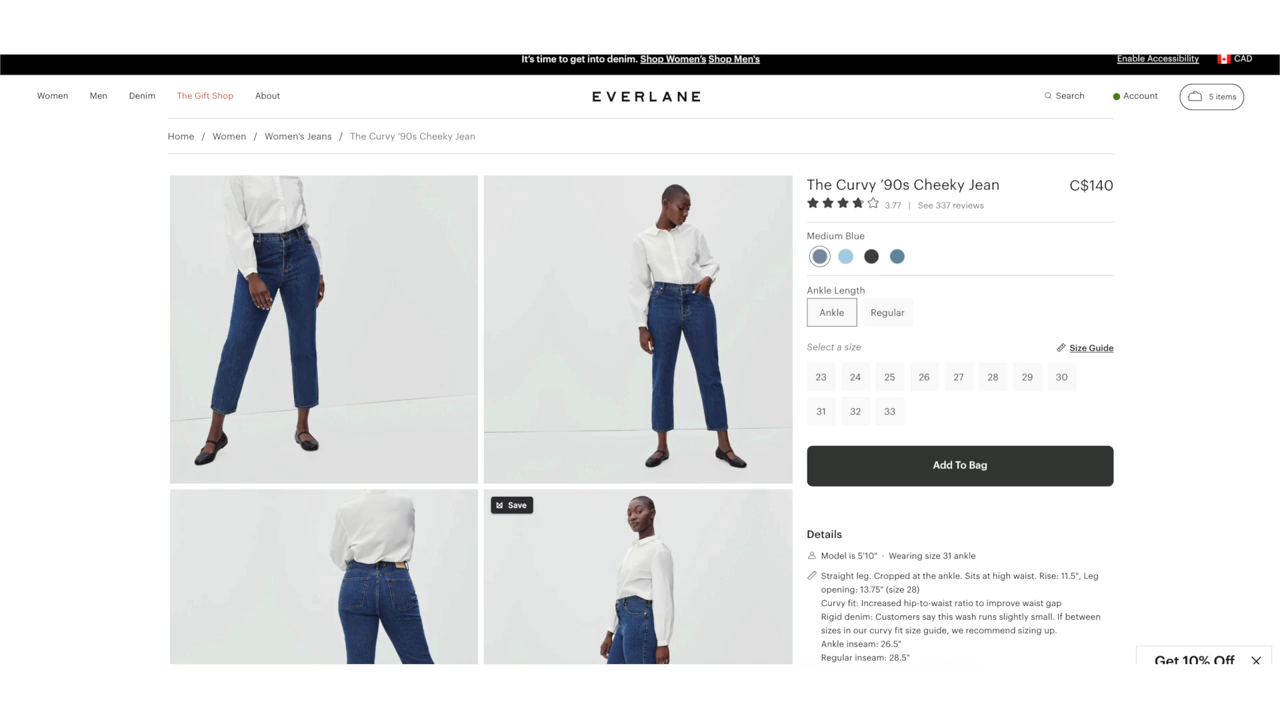 It's time to get into denim. Shop Women's Shop Men's
Enable Accessibility
CAD
Women
Men
Denim
The Gift Shop
About
EVERLANE
Search
Account
5 items
Home / Women / Women's Jeans / The Curvy '90s Cheeky Jean
The Curvy '90s Cheeky Jean
C$140
3.77 | See 337 reviews
Medium Blue
Ankle Length
Ankle
Regular
Select a size
Size Guide
23
24
25
26
27
28
29
30
31
32
33
Add To Bag
Save
Details
Model is 5'10" · Wearing size 31 ankle
Straight leg. Cropped at the ankle. Sits at high waist. Rise: 11.5", Leg
opening: 13.75" (size 28)
Curvy fit: Increased hip-to-waist ratio to improve waist gap
Rigid denim: Customers say this wash runs slightly small. If between
sizes in our curvy fit size guide, we recommend sizing up.
Ankle inseam: 26.5"
Regular inseam: 28.5"
Get 10% Off